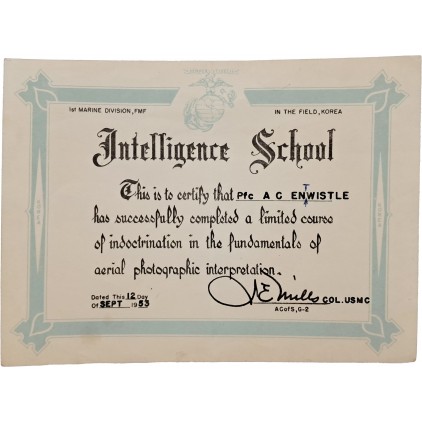 1st MARINE DIVISION, FMF
IN THE FIELD, KOREA
Intelligence School
This is to certify that Pfc A C ENTWISTLE
has successfully completed a limited course
of indoctrination in the fundamentals of
aerial photographic interpretation.
Dated This 12 Day
Of SEPT 1953
COL. USMC
ACofS, G-2